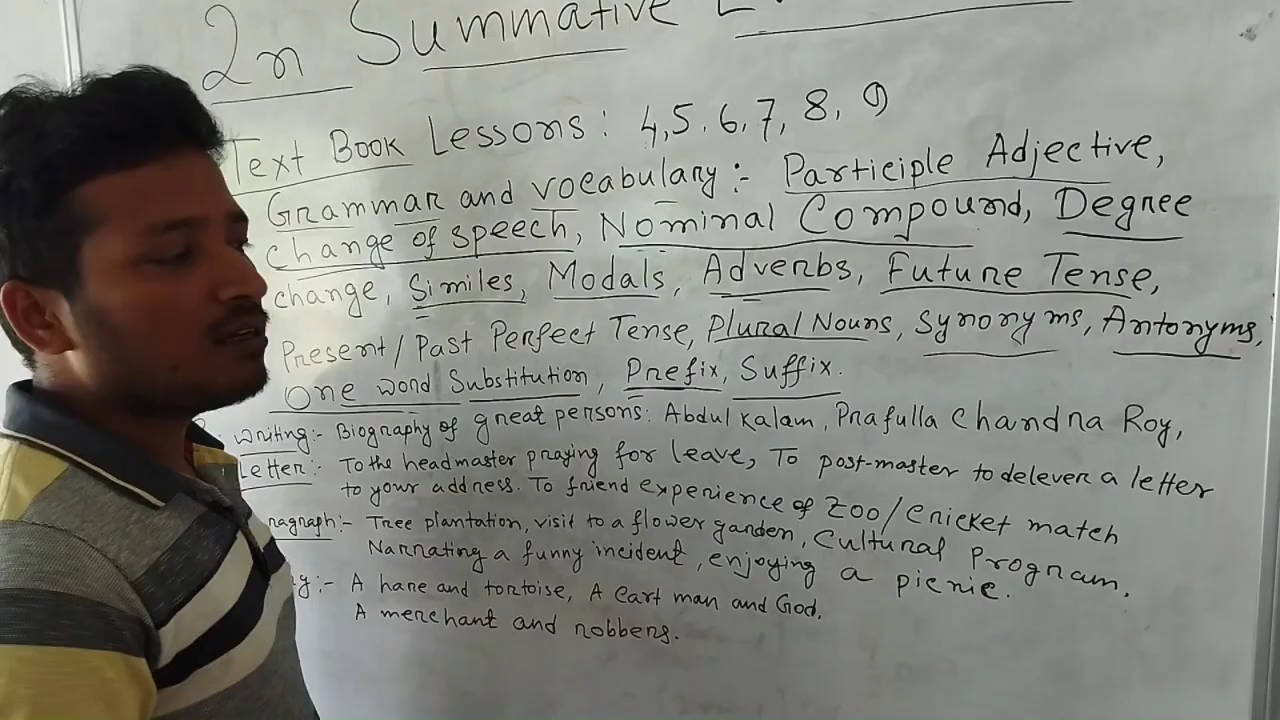 2n Summative
Text Book Lessons: 4,5, 6,7, 8, 9
Grammar and vocabulary:- Participle Adjective,
change of speech, Nominal Compound, Degree
change, Similes, Modals, Adverbs, Future Tense,
Present/Past Perfect Tense, Plural Nouns, Synonyms, Antonyms,
One word Substitution, Prefix, Suffix.
writing:- Biography of great persons: Abdul Kalam, Prafulla Chandra Roy,
Letter:- To the headmaster praying for leave, To post-master to delever a letter
to your address. To friend experience of Zoo/Cricket match
ragraph:- Tree plantation, visit to a flower garden, Cultural Program,
Narrating a funny incident, enjoying a picnic.
y:- A hare and tortoise, A cart man and God,
A merchant and robbers.